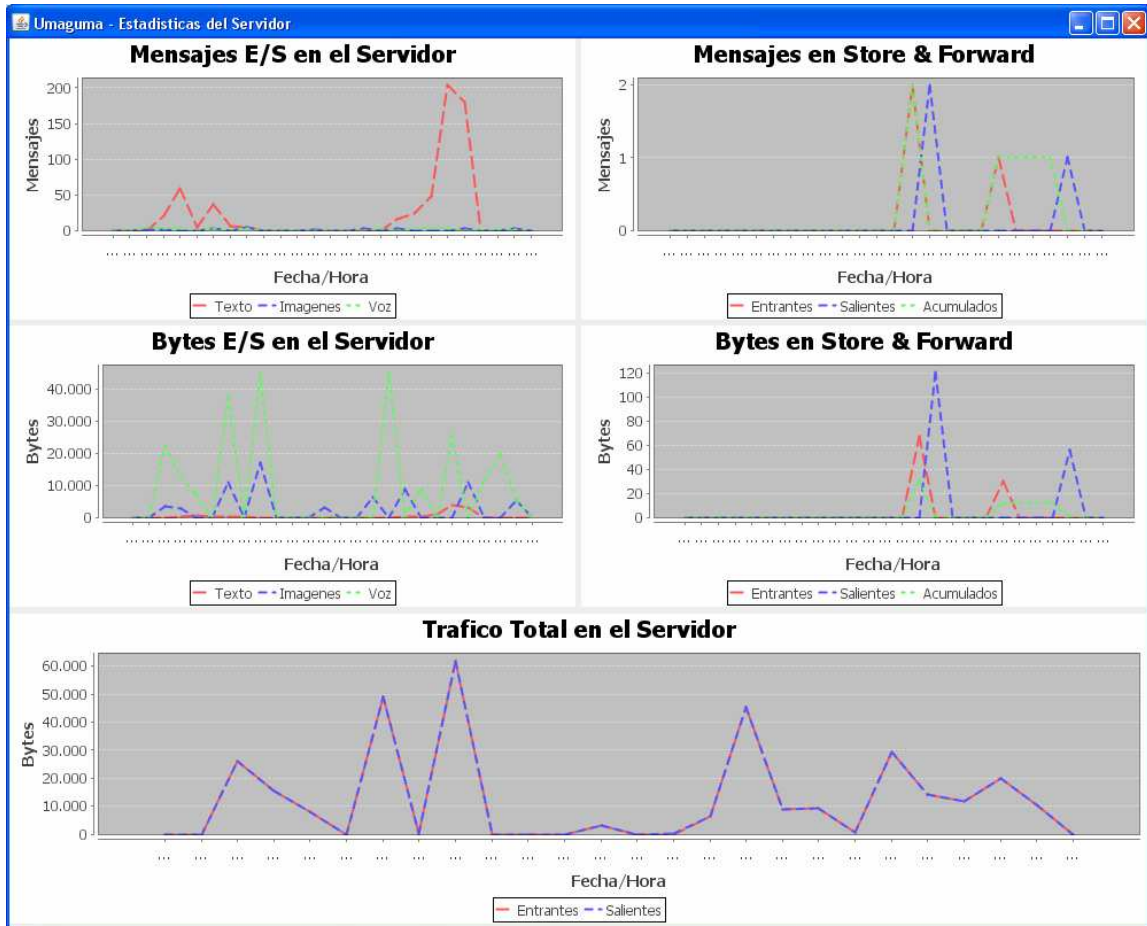 Umaguma - Estadisticas del Servidor
Mensajes E/S en el Servidor
Mensajes
200
150
100
50
0
... ... ... ... ... ... ... ... ... ... ... ... ... ... ... ... ... ... ... ... ... ... ... ... ... ...
Fecha/Hora
Texto Imagenes Voz
Mensajes en Store & Forward
Mensajes
2
1
0
... ... ... ... ... ... ... ... ... ... ... ... ... ... ... ... ... ... ... ... ... ... ... ... ... ... ...
Fecha/Hora
Entrantes Salientes Acumulados
Bytes E/S en el Servidor
Bytes
40.000
30.000
20.000
10.000
0
... ... ... ... ... ... ... ... ... ... ... ... ... ... ... ... ... ... ... ... ... ... ... ... ... ...
Fecha/Hora
Texto Imagenes Voz
Bytes en Store & Forward
Bytes
120
100
80
60
40
20
0
... ... ... ... ... ... ... ... ... ... ... ... ... ... ... ... ... ... ... ... ... ... ... ... ... ... ...
Fecha/Hora
Entrantes Salientes Acumulados
Trafico Total en el Servidor
Bytes
60.000
50.000
40.000
30.000
20.000
10.000
0
... ... ... ... ... ... ... ... ... ... ... ... ... ... ... ... ... ... ... ... ... ... ... ... ... ...
Fecha/Hora
Entrantes Salientes